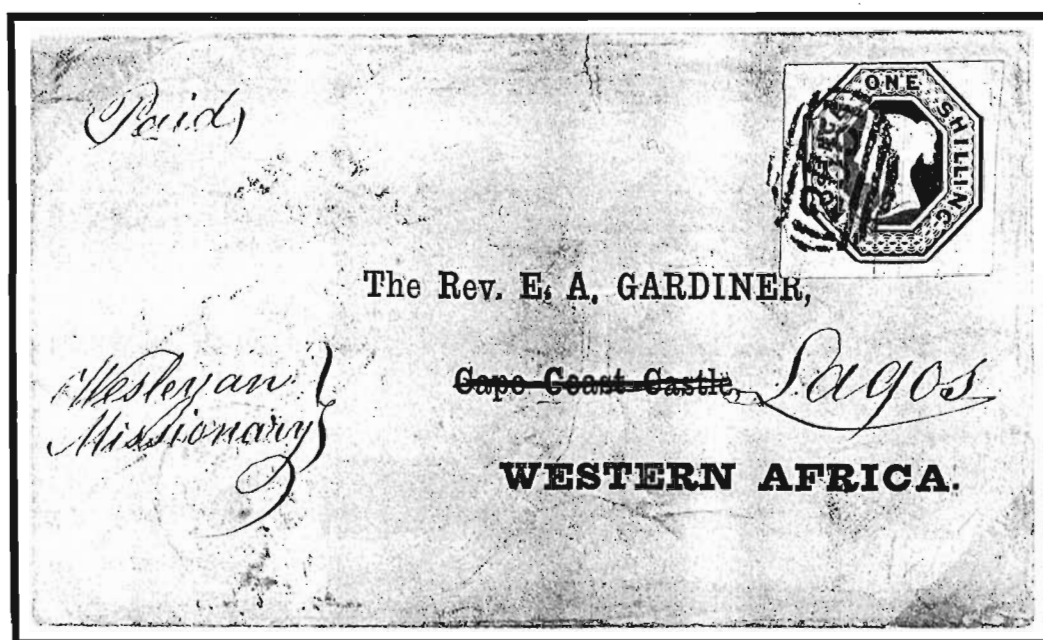 Paid,
ONE SHILLING
The Rev. E. A. GARDINER,
Wesleyan
Missionary
Cape Coast Castle, Lagos
WESTERN AFRICA.